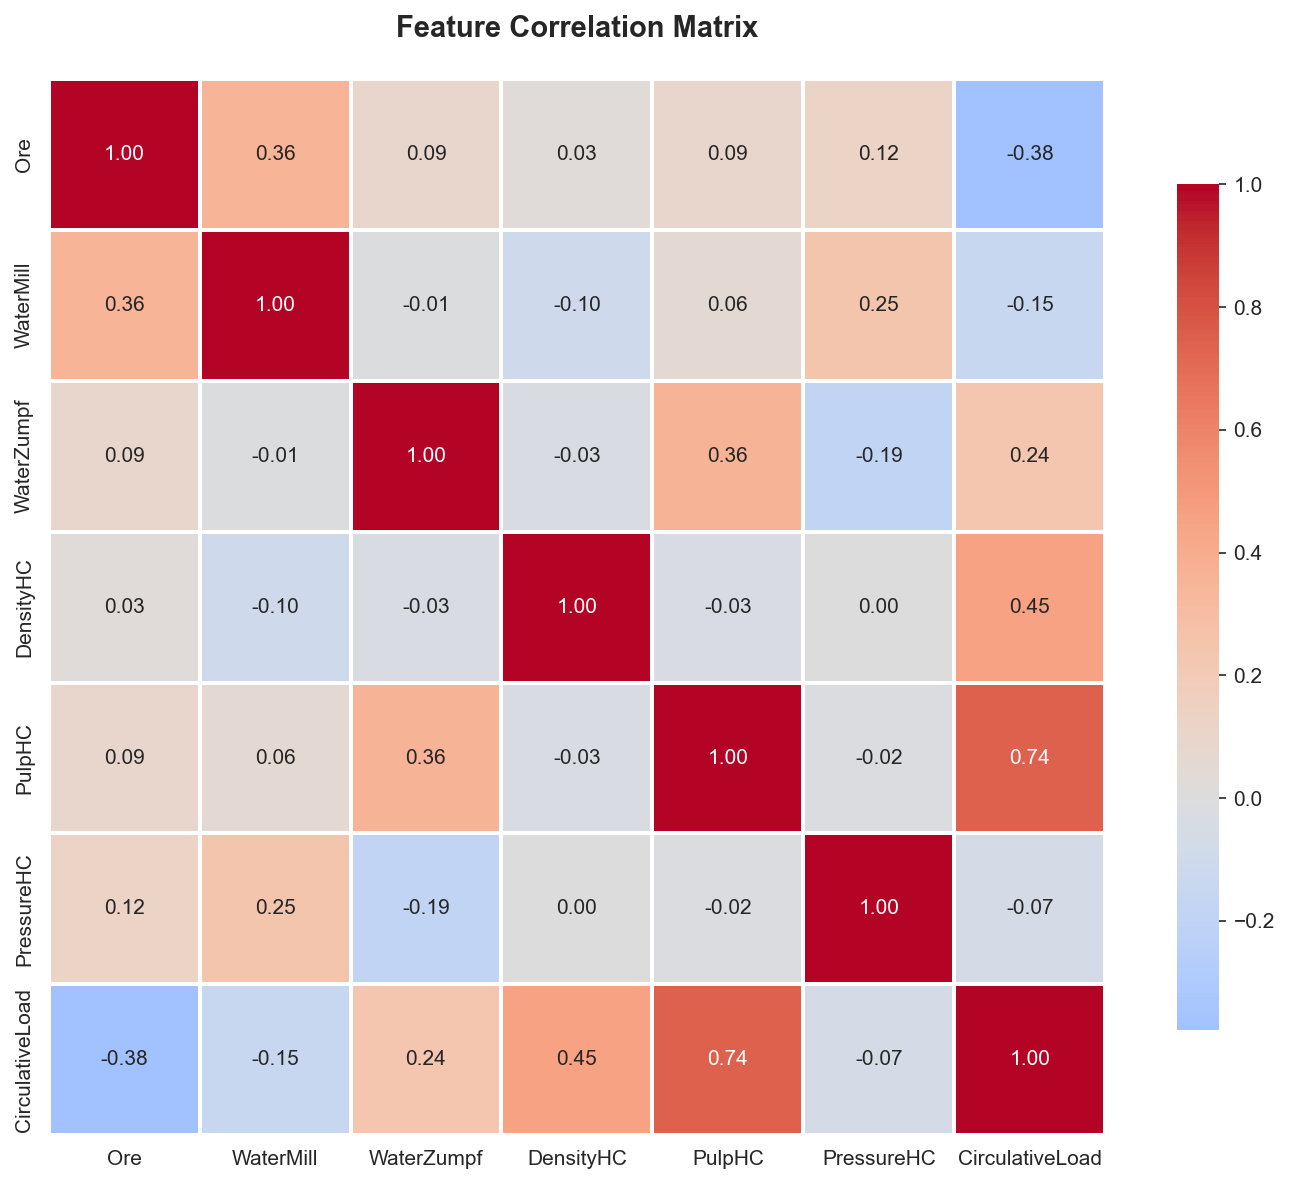 Feature Correlation Matrix
Ore 1.00 0.36 0.09 0.03 0.09 0.12 -0.38
WaterMill 0.36 1.00 -0.01 -0.10 0.06 0.25 -0.15
WaterZumpf 0.09 -0.01 1.00 -0.03 0.36 -0.19 0.24
DensityHC 0.03 -0.10 -0.03 1.00 -0.03 0.00 0.45
PulpHC 0.09 0.06 0.36 -0.03 1.00 -0.02 0.74
PressureHC 0.12 0.25 -0.19 0.00 -0.02 1.00 -0.07
CirculativeLoad -0.38 -0.15 0.24 0.45 0.74 -0.07 1.00
Ore WaterMill WaterZumpf DensityHC PulpHC PressureHC CirculativeLoad
1.0
0.8
0.6
0.4
0.2
0.0
−0.2